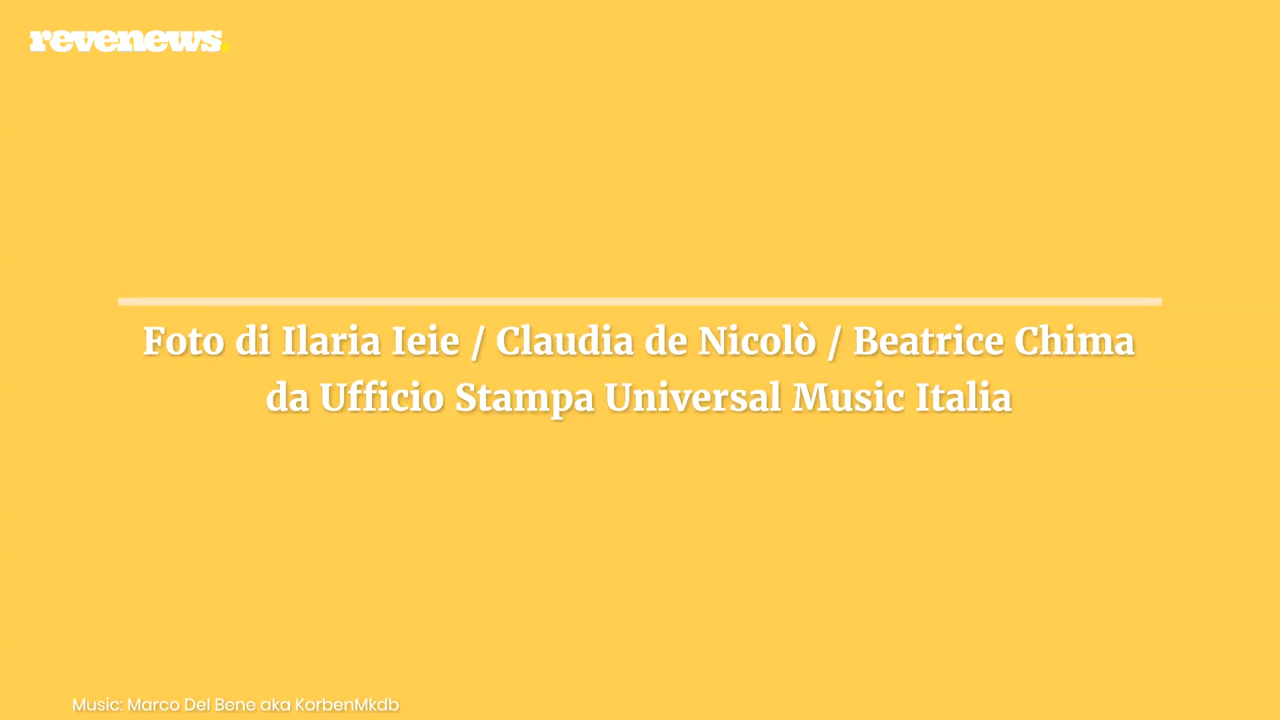 revenews.
Foto di Ilaria Ieie / Claudia de Nicolò / Beatrice Chima
da Ufficio Stampa Universal Music Italia
Music: Marco Del Bene aka KorbenMkdb